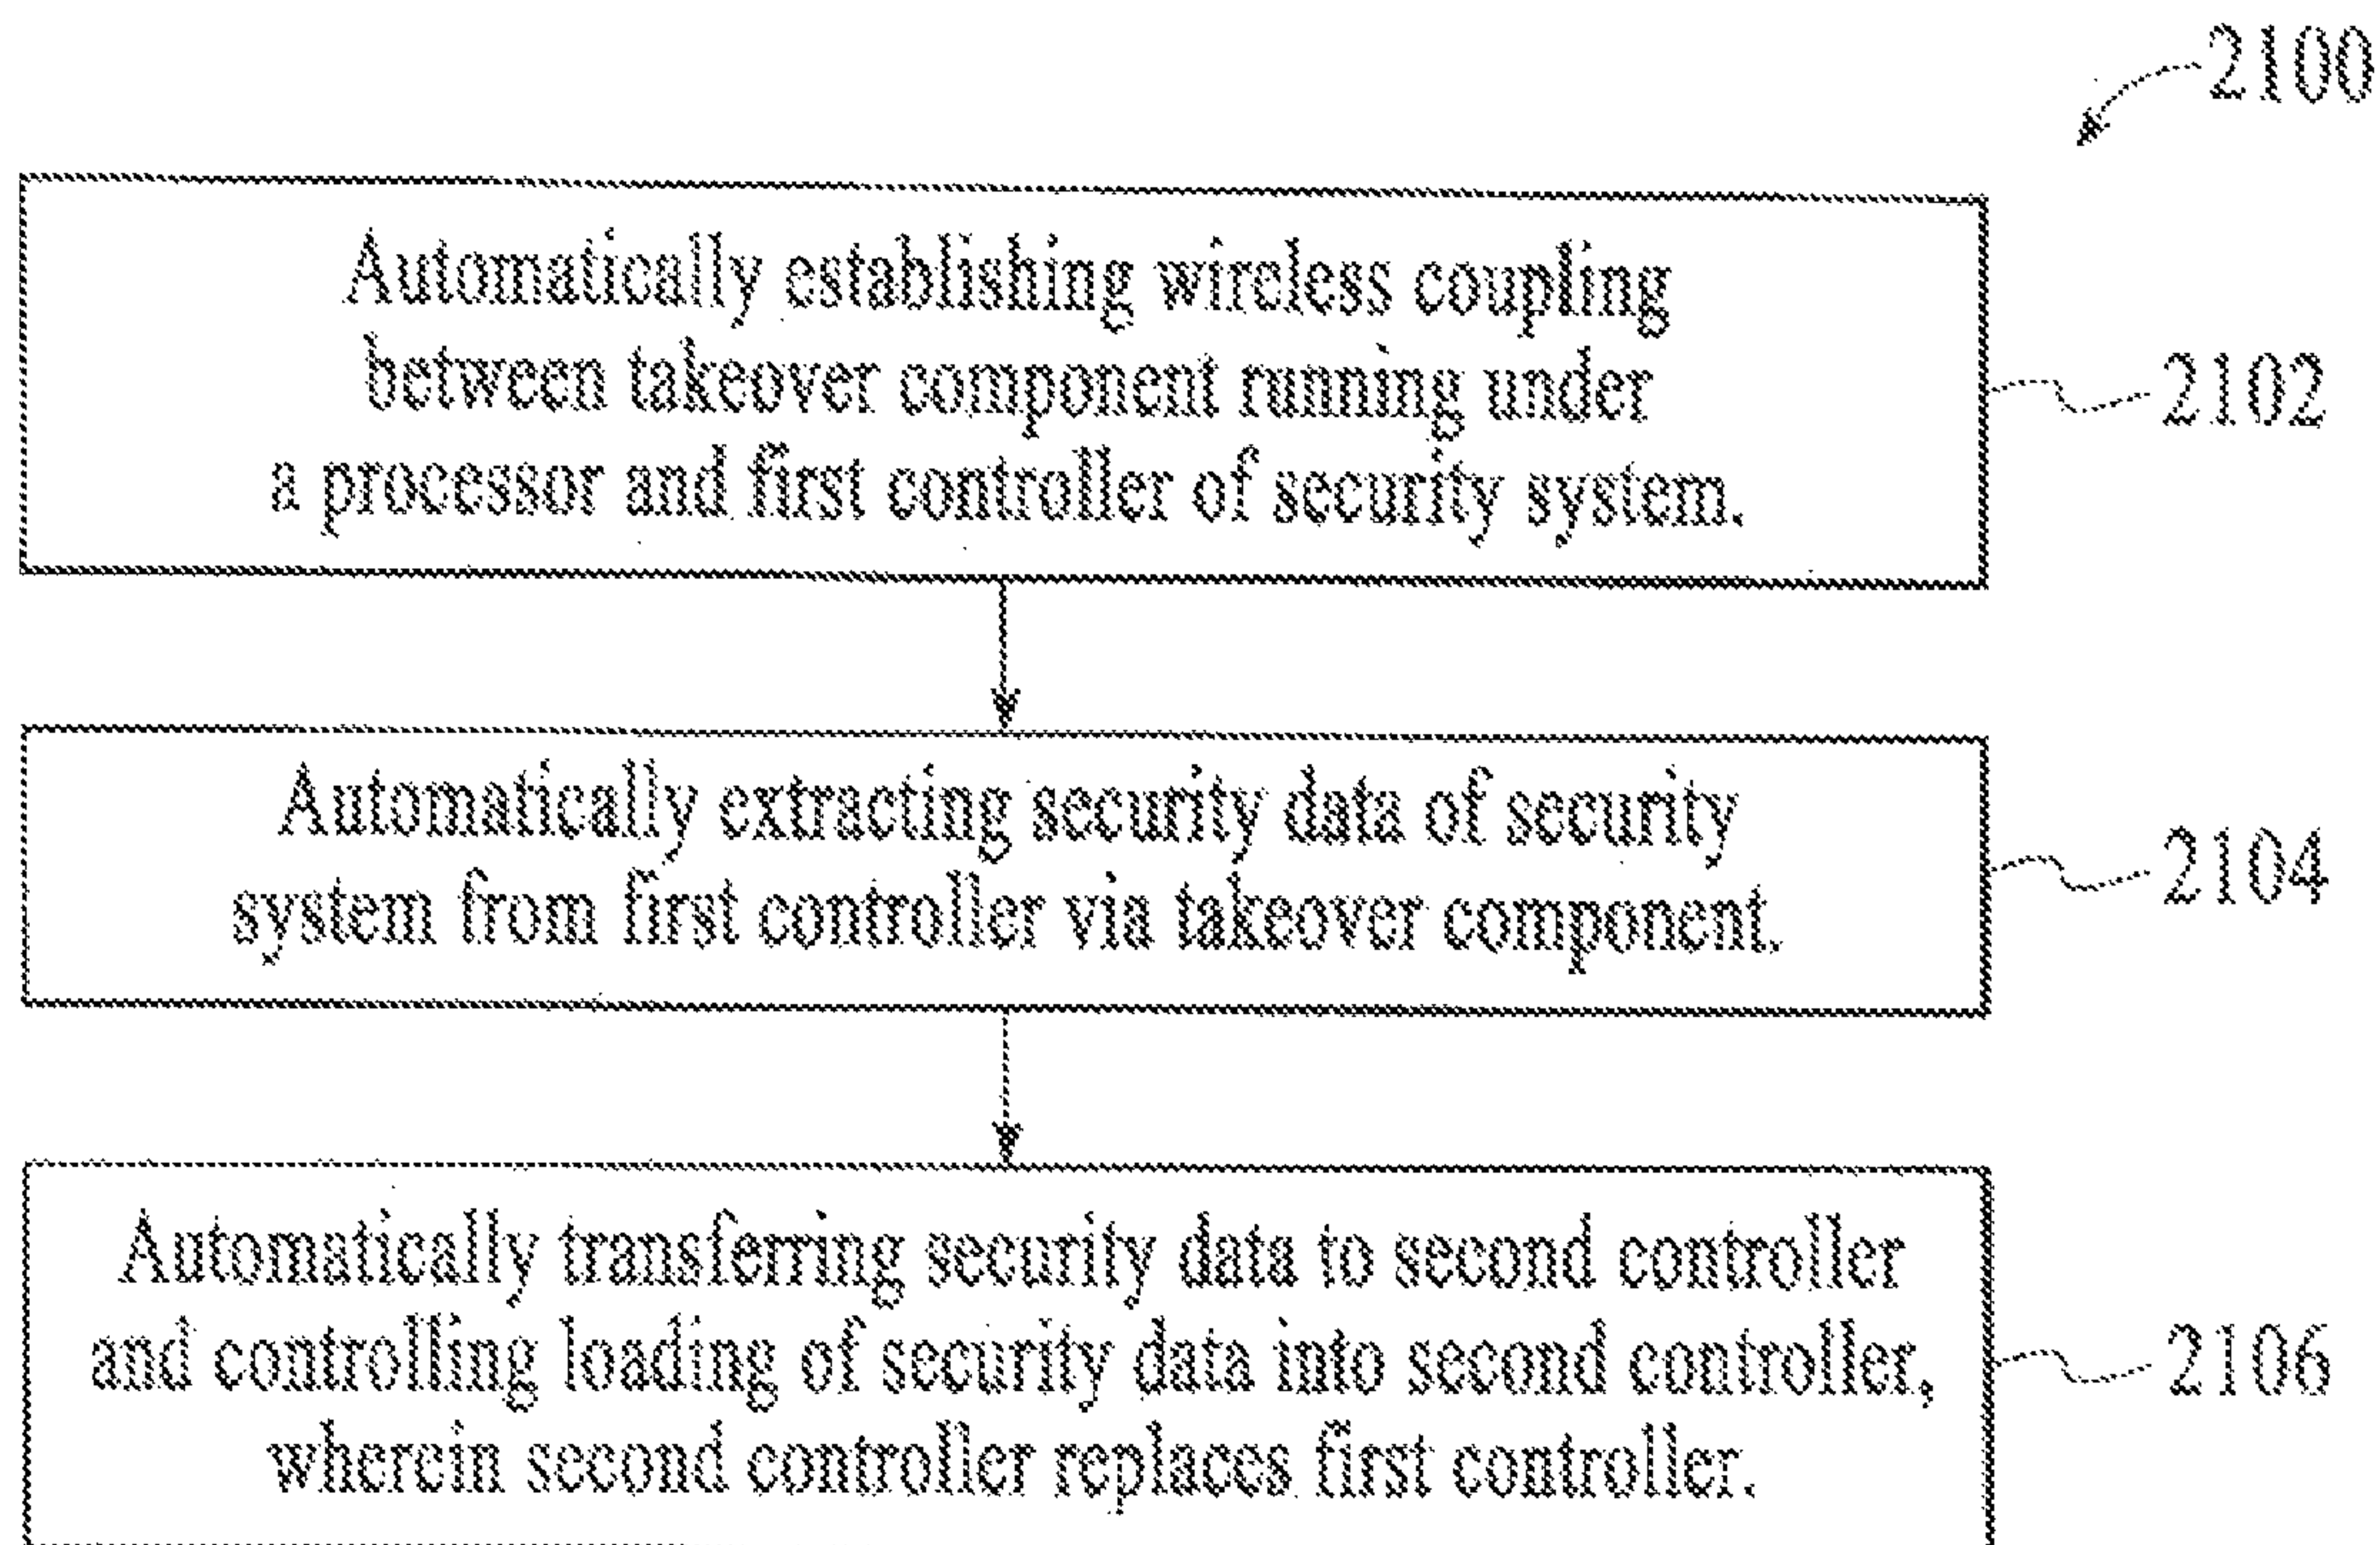 2100
Automatically establishing wireless coupling
between takeover component running under
a processor and first controller of security system.
2102
Automatically extracting security data of security
system from first controller via takeover component.
2104
Automatically transferring security data to second controller
and controlling loading of security data into second controller,
wherein second controller replaces first controller.
2106